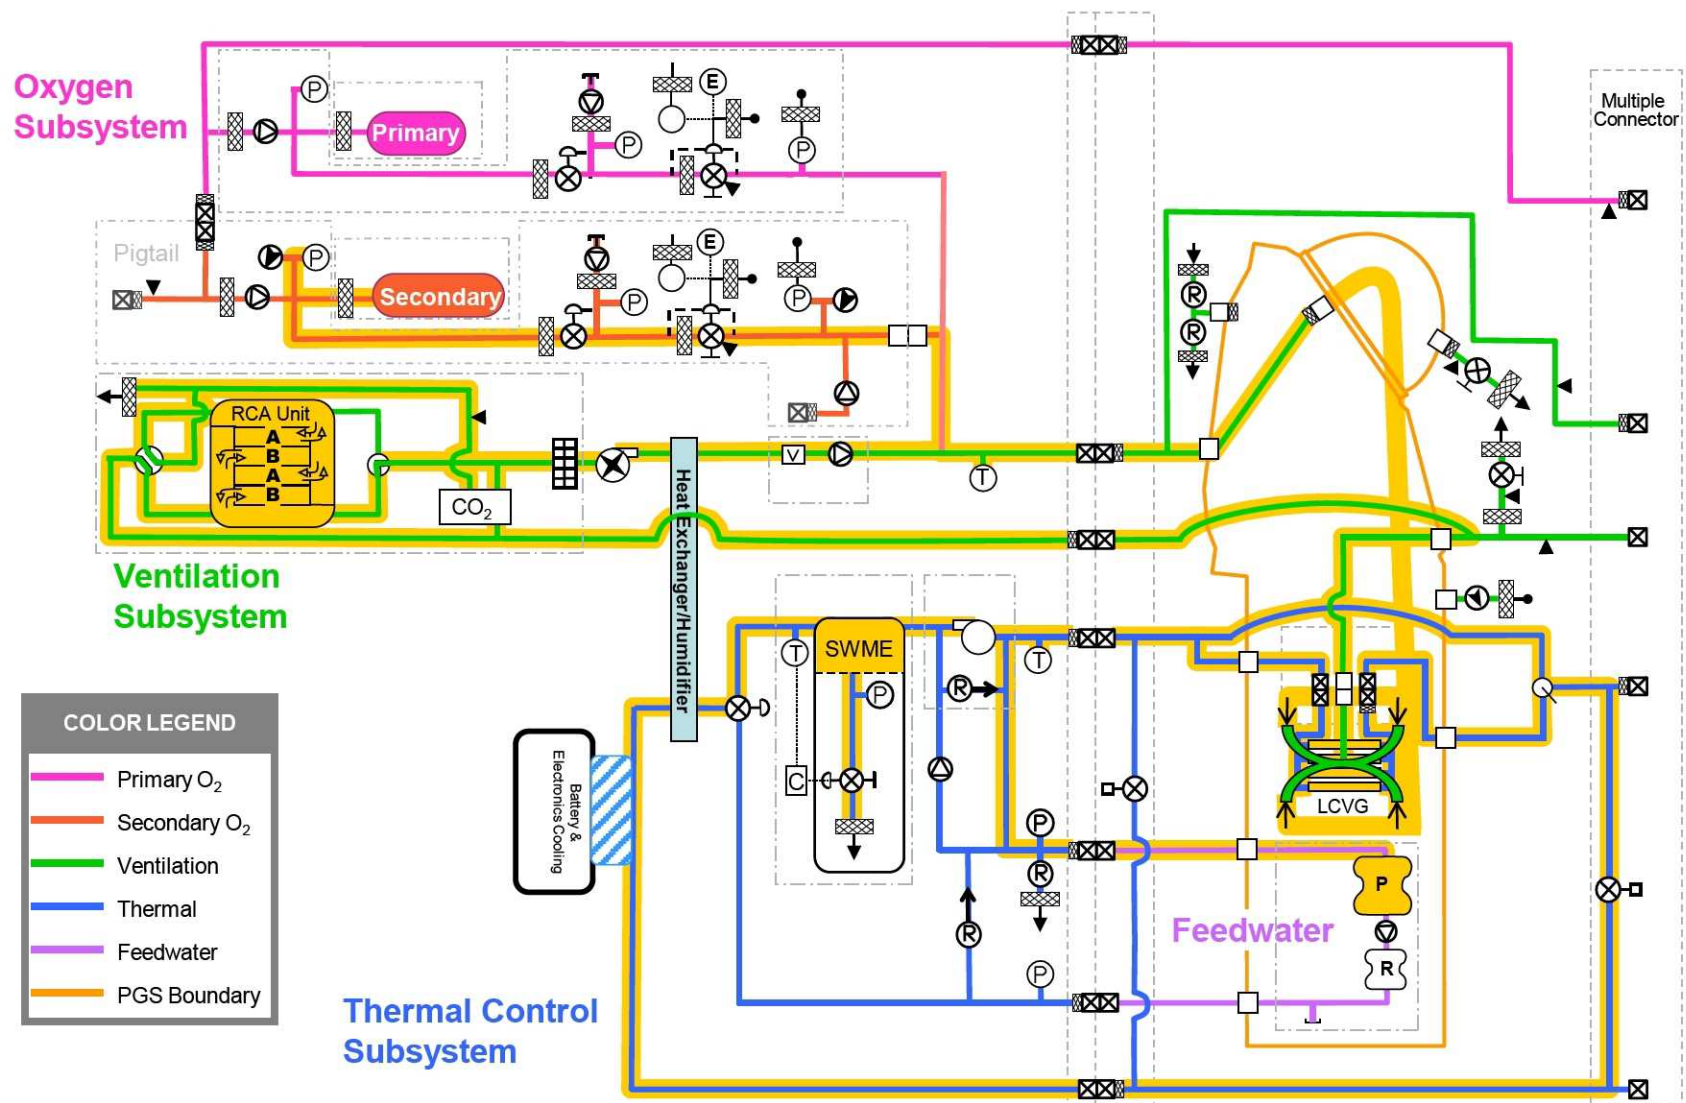 Oxygen
Subsystem
P
Primary
P
E
P
Multiple
Connector
Pigtail
P
Secondary
P
E
P
R
R
RCA Unit
A
B
A
B
CO2
V
T
Heat Exchanger/Humidifier
Ventilation
Subsystem
T
SWME
P
C
R
T
LCVG
P
R
R
P
Battery &
Electronics Cooling
P
R
Feedwater
Thermal Control
Subsystem
COLOR LEGEND
Primary O2
Secondary O2
Ventilation
Thermal
Feedwater
PGS Boundary